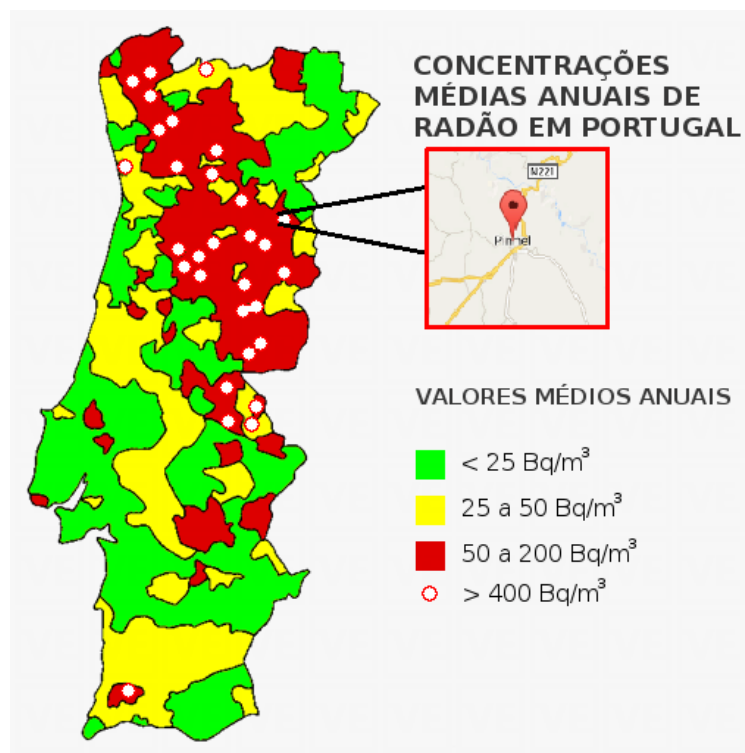 CONCENTRAÇÕES
MÉDIAS ANUAIS DE
RADÃO EM PORTUGAL
N221
Pinhel
VALORES MÉDIOS ANUAIS
< 25 Bq/m³
25 a 50 Bq/m³
50 a 200 Bq/m³
> 400 Bq/m³